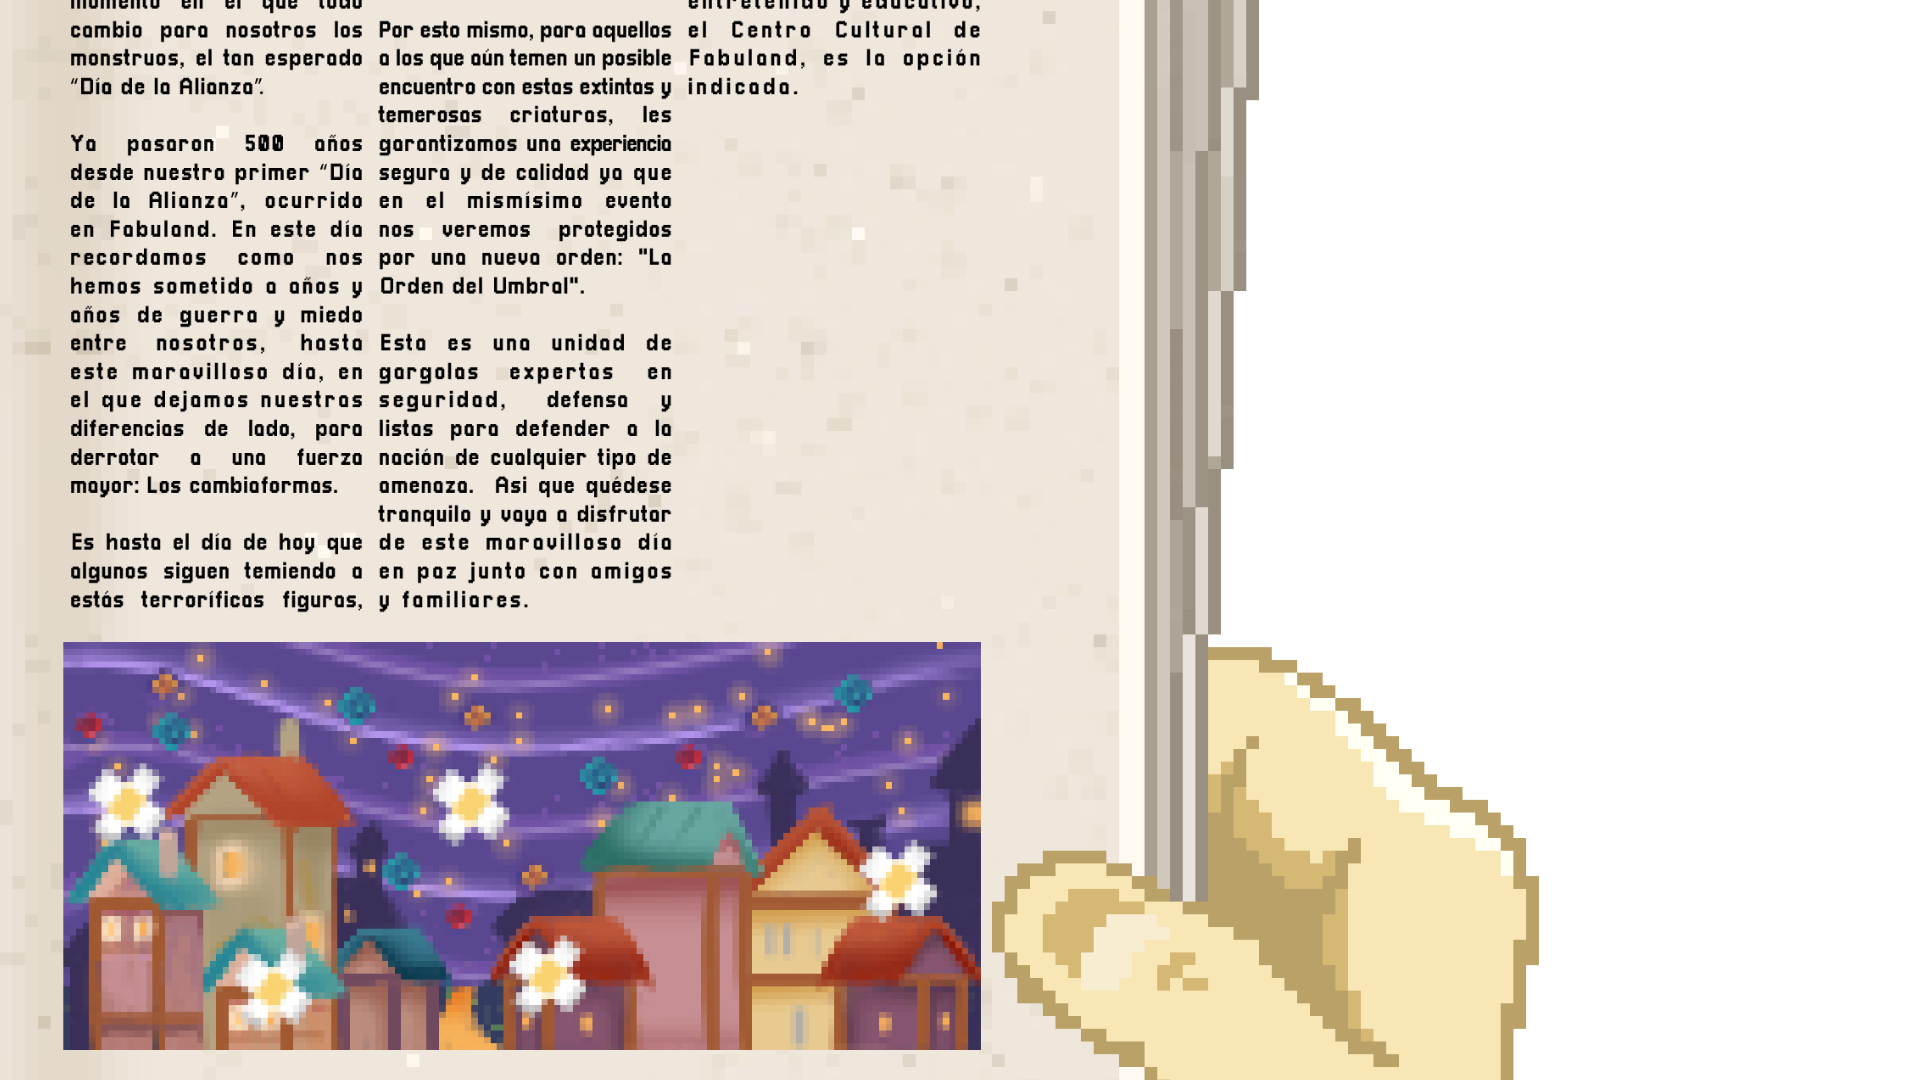 momento en el que todo
cambio para nosotros los
monstruos, el tan esperado
“Día de la Alianza”.
Ya pasaron 500 años
desde nuestro primer “Día
de la Alianza”, ocurrido
en Fabuland. En este día
recordamos como nos
hemos sometido a años y
años de guerra y miedo
entre nosotros, hasta
este maravilloso día, en
el que dejamos nuestras
diferencias de lado, para
derrotar a una fuerza
mayor: Los cambiaformas.
Es hasta el día de hoy que
algunos siguen temiendo a
estás terroríficas figuras,
Por esto mismo, para aquellos
a los que aún temen un posible
encuentro con estas extintas y
temerosas criaturas, les
garantizamos una experiencia
segura y de calidad ya que
en el mismísimo evento
nos veremos protegidos
por una nueva orden: "La
Orden del Umbral".
Esta es una unidad de
gargolas expertas en
seguridad, defensa y
listas para defender a la
nación de cualquier tipo de
amenaza. Asi que quédese
tranquilo y vaya a disfrutar
de este maravilloso día
en paz junto con amigos
y familiares.
entretenido y educativo,
el Centro Cultural de
Fabuland, es la opción
indicada.